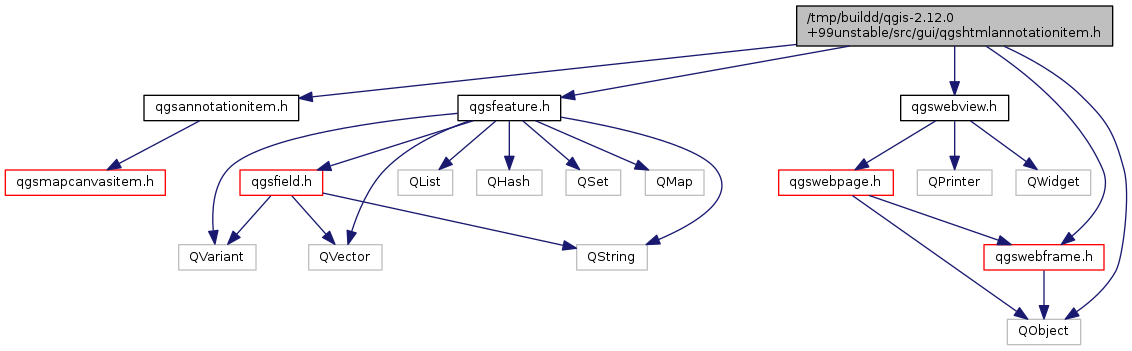 /tmp/buildd/qgis-2.12.0
+99unstable/src/gui/qgshtmlannotationitem.h
qgsannotationitem.h
qgsfeature.h
qgswebview.h
qgsmapcanvasitem.h
qgsfield.h
QList
QHash
QSet
QMap
qgswebpage.h
QPrinter
QWidget
QVariant
QVector
QString
qgswebframe.h
QObject